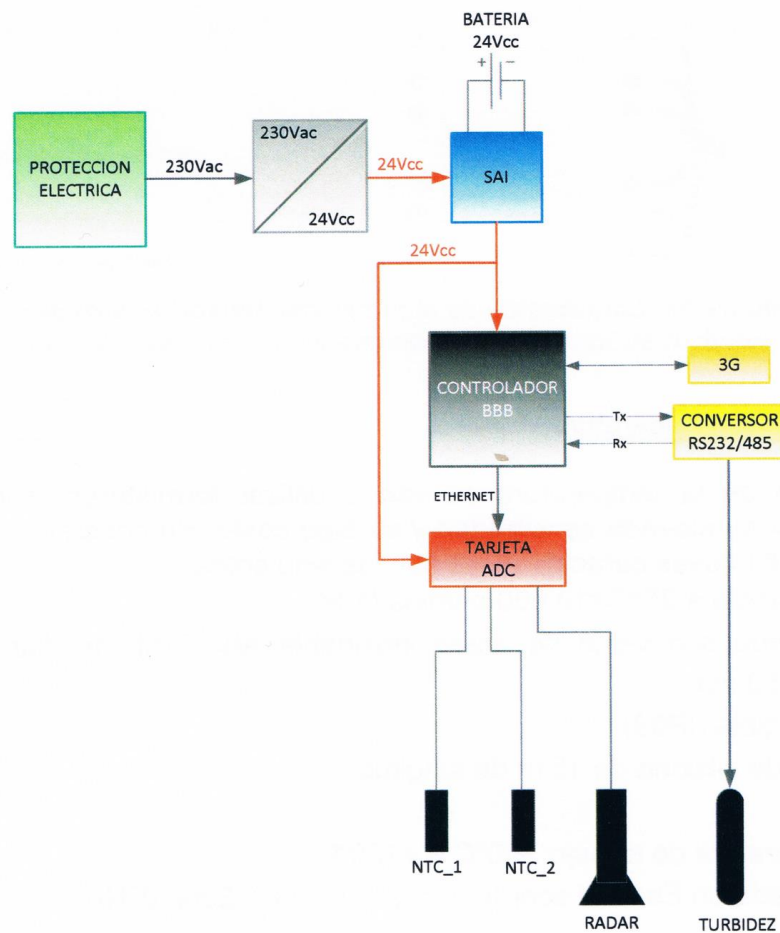 BATERIA
24Vcc
+ –
PROTECCION
ELECTRICA
230Vac
230Vac
24Vcc
24Vcc
SAI
24Vcc
CONTROLADOR
BBB
3G
Tx
Rx
CONVERSOR
RS232/485
ETHERNET
TARJETA
ADC
NTC_1
NTC_2
RADAR
TURBIDEZ